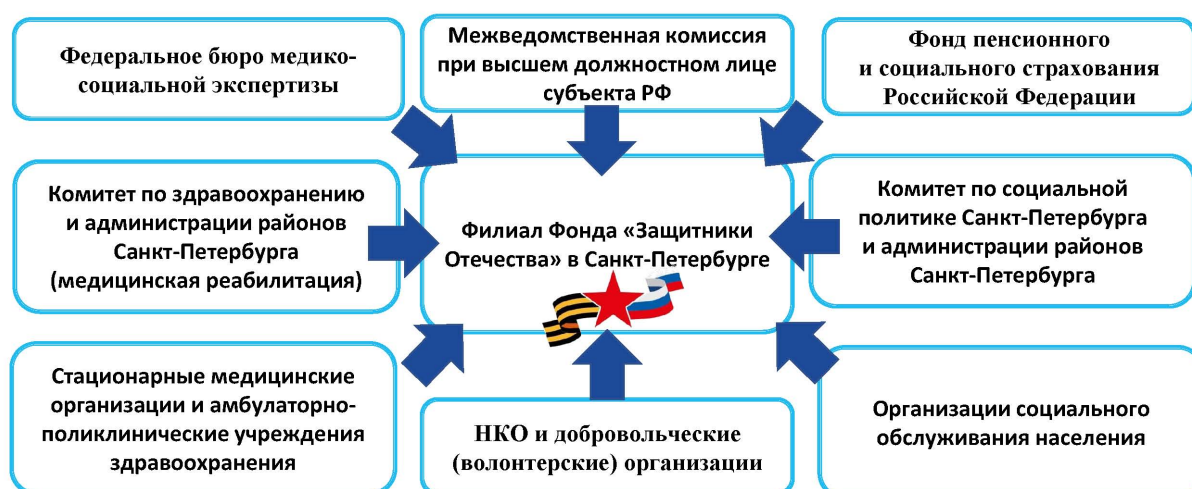 Федеральное бюро медико-
социальной экспертизы
Межведомственная комиссия
при высшем должностном лице
субъекта РФ
Фонд пенсионного
и социального страхования
Российской Федерации
Комитет по здравоохранению
и администрации районов
Санкт-Петербурга
(медицинская реабилитация)
Филиал Фонда «Защитники
Отечества» в Санкт-Петербурге
Комитет по социальной
политике Санкт-Петербурга
и администрации районов
Санкт-Петербурга
Стационарные медицинские
организации и амбулаторно-
поликлинические учреждения
здравоохранения
НКО и добровольческие
(волонтерские) организации
Организации социального
обслуживания населения